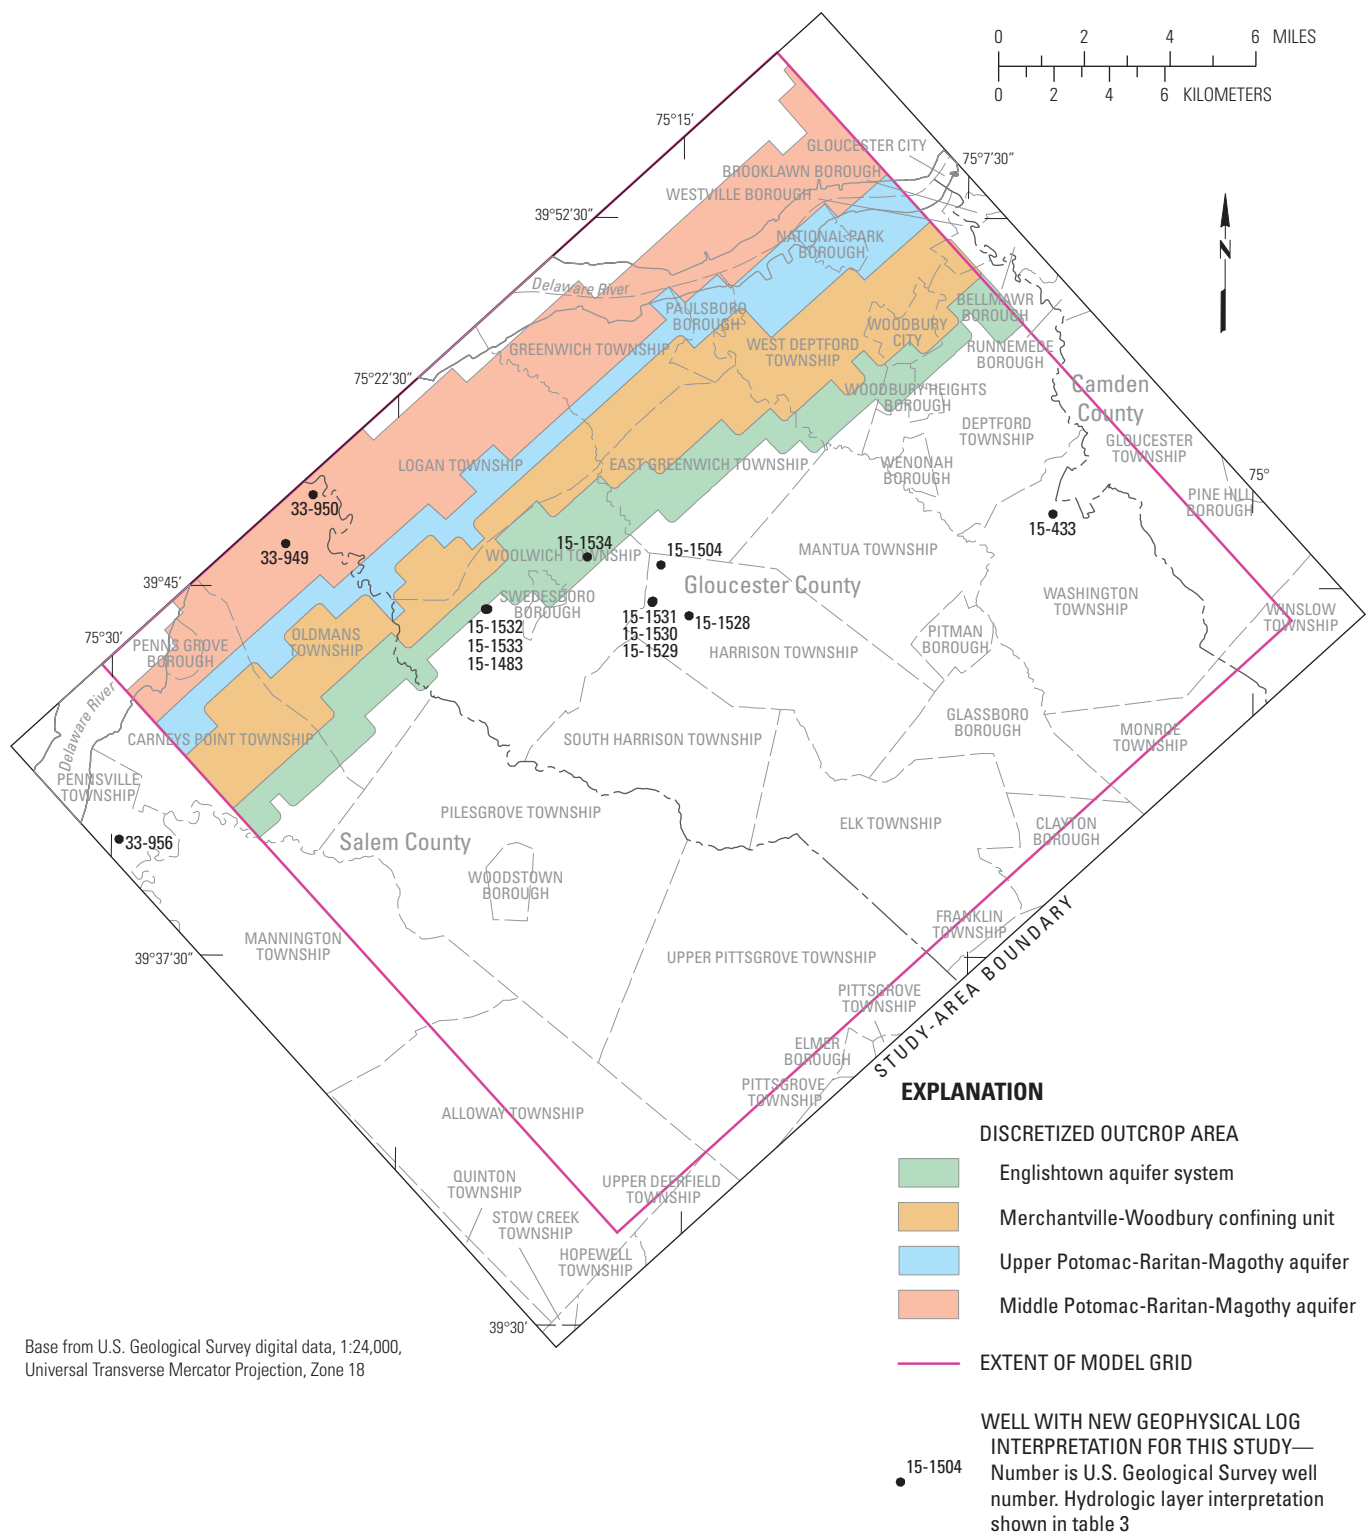 0 2 4 6 MILES
0 2 4 6 KILOMETERS
75°15'
GLOUCESTER CITY
75°7'30"
BROOKLAWN BOROUGH
WESTVILLE BOROUGH
39°52'30"
N
NATIONAL PARK
BOROUGH
Delaware River
PAULSBORO
BOROUGH
BELLMAWR
BOROUGH
WOODBURY
CITY
WEST DEPTFORD
TOWNSHIP
GREENWICH TOWNSHIP
RUNNEMEDE
BOROUGH
75°22'30"
Camden
County
WOODBURY HEIGHTS
BOROUGH
DEPTFORD
TOWNSHIP
GLOUCESTER
TOWNSHIP
LOGAN TOWNSHIP
EAST GREENWICH TOWNSHIP
WENONAH
BOROUGH
75°
PINE HILL
BOROUGH
33-950
15-433
33-949
15-1534
WOOLWICH TOWNSHIP
15-1504
MANTUA TOWNSHIP
39°45'
Gloucester County
SWEDESBORO
BOROUGH
WASHINGTON
TOWNSHIP
WINSLOW
TOWNSHIP
15-1532
15-1533
15-1483
15-1531
15-1530
15-1529
15-1528
75°30'
PENNS GROVE
BOROUGH
OLDMANS
TOWNSHIP
PITMAN
BOROUGH
HARRISON TOWNSHIP
Delaware River
CARNEYS POINT TOWNSHIP
SOUTH HARRISON TOWNSHIP
GLASSBORO
BOROUGH
MONROE
TOWNSHIP
PENNSVILLE
TOWNSHIP
PILESGROVE TOWNSHIP
ELK TOWNSHIP
CLAYTON
BOROUGH
33-956
Salem County
WOODSTOWN
BOROUGH
FRANKLIN
TOWNSHIP
MANNINGTON
TOWNSHIP
39°37'30"
UPPER PITTSGROVE TOWNSHIP
PITTSGROVE
TOWNSHIP
STUDY-AREA BOUNDARY
ELMER
BOROUGH
PITTSGROVE
TOWNSHIP
ALLOWAY TOWNSHIP
QUINTON
TOWNSHIP
UPPER DEERFIELD
TOWNSHIP
STOW CREEK
TOWNSHIP
HOPEWELL
TOWNSHIP
39°30'
EXPLANATION
DISCRETIZED OUTCROP AREA
Englishtown aquifer system
Merchantville-Woodbury confining unit
Upper Potomac-Raritan-Magothy aquifer
Middle Potomac-Raritan-Magothy aquifer
EXTENT OF MODEL GRID
WELL WITH NEW GEOPHYSICAL LOG
INTERPRETATION FOR THIS STUDY—
15-1504
Number is U.S. Geological Survey well
number. Hydrologic layer interpretation
shown in table 3
Base from U.S. Geological Survey digital data, 1:24,000,
Universal Transverse Mercator Projection, Zone 18